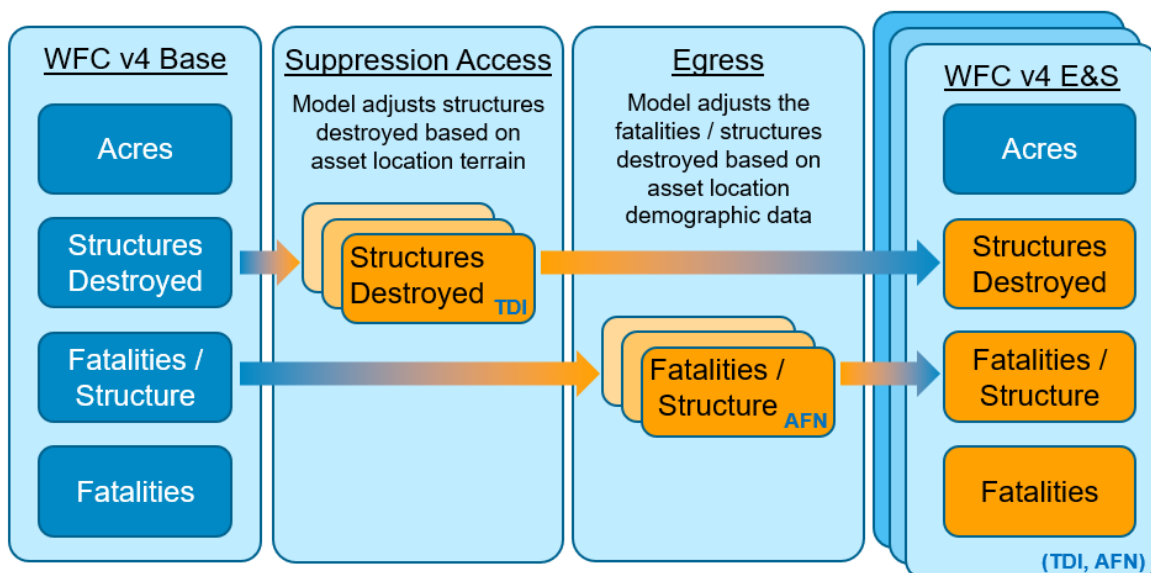 WFC v4 Base
Acres
Structures
Destroyed
Fatalities /
Structure
Fatalities
Suppression Access
Model adjusts structures
destroyed based on
asset location terrain
Structures
Destroyed
TDI
Egress
Model adjusts the
fatalities / structures
destroyed based on
asset location
demographic data
Fatalities /
Structure
AFN
WFC v4 E&S
Acres
Structures
Destroyed
Fatalities /
Structure
Fatalities
(TDI, AFN)